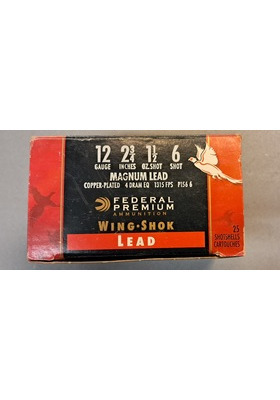 12 2¾ 1½ 6
GAUGE INCHES OZ. SHOT SHOT
MAGNUM LEAD
COPPER-PLATED 4 DRAM EQ 1315 FPS P156 6
FEDERAL
PREMIUM
AMMUNITION
WING·SHOK
LEAD
25
SHOTSHELLS
CARTOUCHES